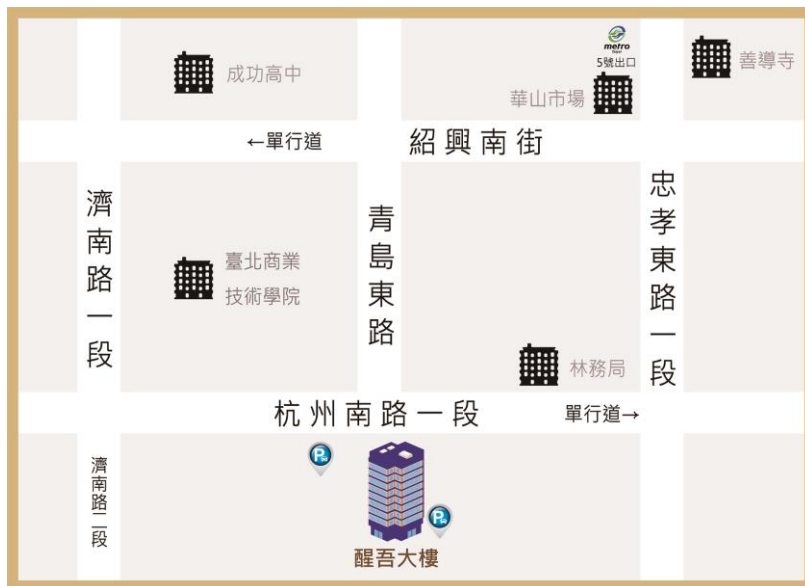 metro
5號出口
善導寺
成功高中
華山市場
←單行道
紹興南街
濟南路一段
青島東路
忠孝東路一段
臺北商業
技術學院
林務局
杭州南路一段
單行道→
濟南路二段
P
P
醒吾大樓